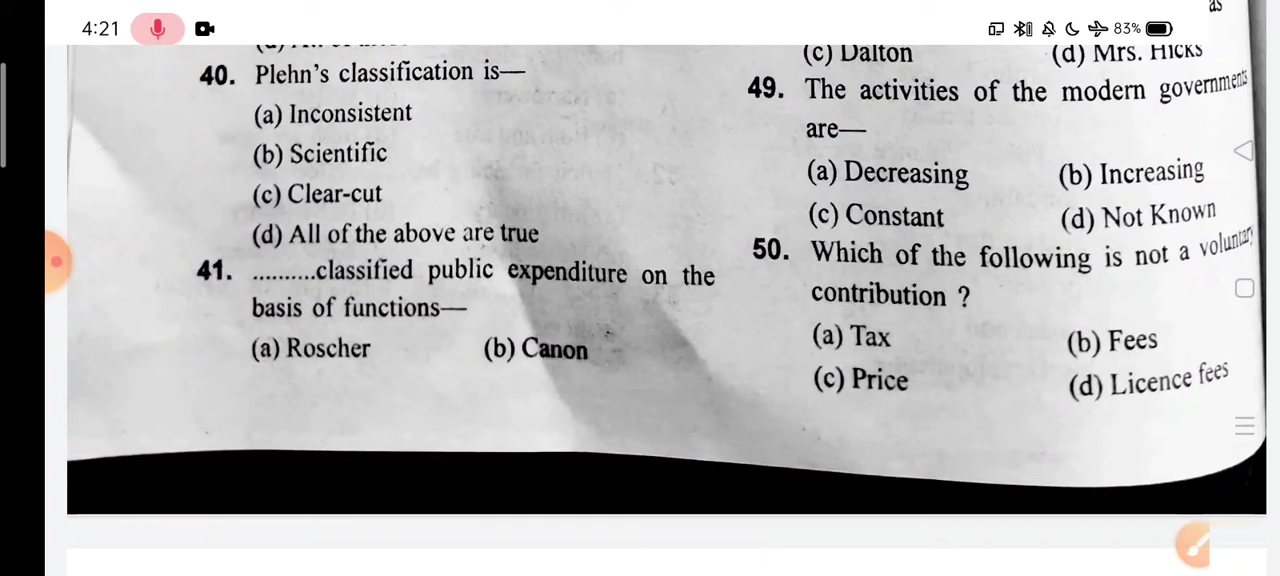 4:21
83%
as
40. Plehn's classification is—
(a) Inconsistent
(b) Scientific
(c) Clear-cut
(d) All of the above are true
41. ..........classified public expenditure on the
basis of functions—
(a) Roscher (b) Canon
(c) Dalton (d) Mrs. Hicks
49. The activities of the modern governments
are—
(a) Decreasing (b) Increasing
(c) Constant (d) Not Known
50. Which of the following is not a voluntary
contribution ?
(a) Tax (b) Fees
(c) Price (d) Licence fees